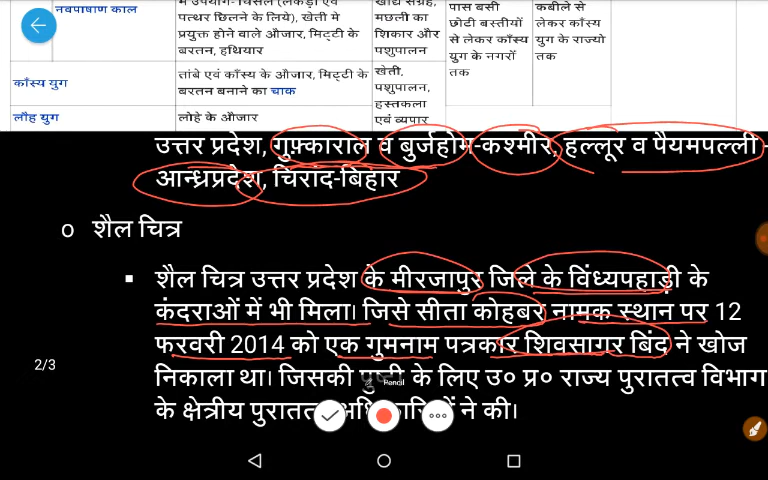 में उपयोग- चिसल (लकड़ी एवं
नवपाषाण काल
पत्थर छिलने के लिये), खेती मे
प्रयुक्त होने वाले औजार, मिट्टी के
बरतन, हथियार
खाद्य संग्रह,
मछली का
शिकार और
पशुपालन
पास बसी
छोटी बस्तीयों
से लेकर काँस्य
युग के नगरों
तक
कबीले से
लेकर काँस्य
युग के राज्यो
तक
काँस्य युग
तांबे एवं काँस्य के औजार, मिट्टी के
बरतन बनाने का चाक
खेती,
पशुपालन,
हस्तकला
एवं व्यपार
लौह युग
लोहे के औजार
उत्तर प्रदेश, गुफ़्काराल व बुर्जहोम-कश्मीर, हल्लूर व पैयमपल्ली -
आन्ध्रप्रदेश, चिरांद-बिहार
o शैल चित्र
▪ शैल चित्र उत्तर प्रदेश के मीरजापुर जिले के विंध्यपहाड़ी के
कंदराओं में भी मिला। जिसे सीता कोहबर नामक स्थान पर 12
फरवरी 2014 को एक गुमनाम पत्रकार शिवसागर बिंद ने खोज
2/3
निकाला था। जिसकी के लिए उ० प्र० राज्य पुरातत्व विभाग
Pencil
के क्षेत्रीय ने की।